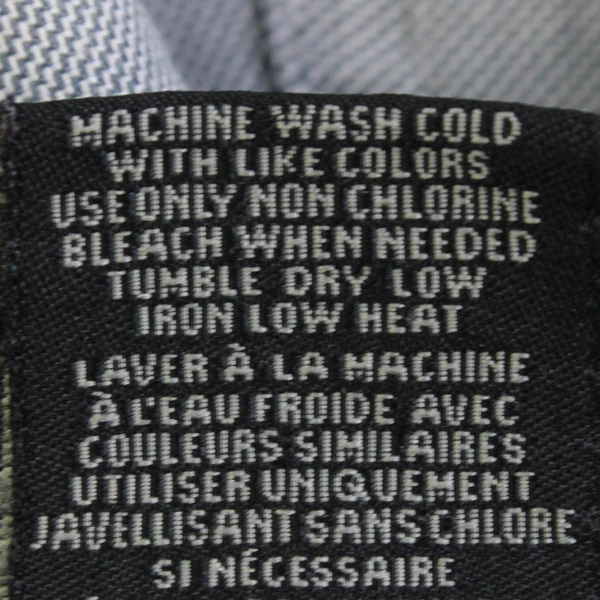 MACHINE WASH COLD
WITH LIKE COLORS
USE ONLY NON CHLORINE
BLEACH WHEN NEEDED
TUMBLE DRY LOW
IRON LOW HEAT
LAVER À LA MACHINE
À L'EAU FROIDE AVEC
COULEURS SIMILAIRES
UTILISER UNIQUEMENT
JAVELLISANT SANS CHLORE
SI NÉCESSAIRE